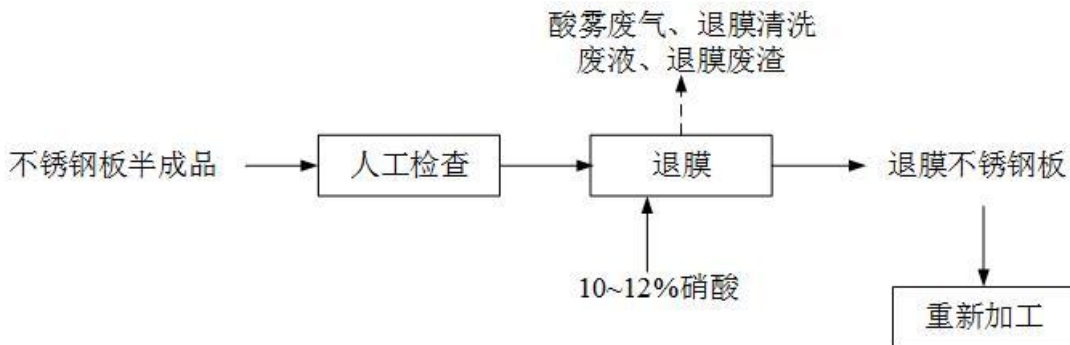 酸雾废气、退膜清洗
废液、退膜废渣
不锈钢板半成品
人工检查
退膜
退膜不锈钢板
10~12%硝酸
重新加工